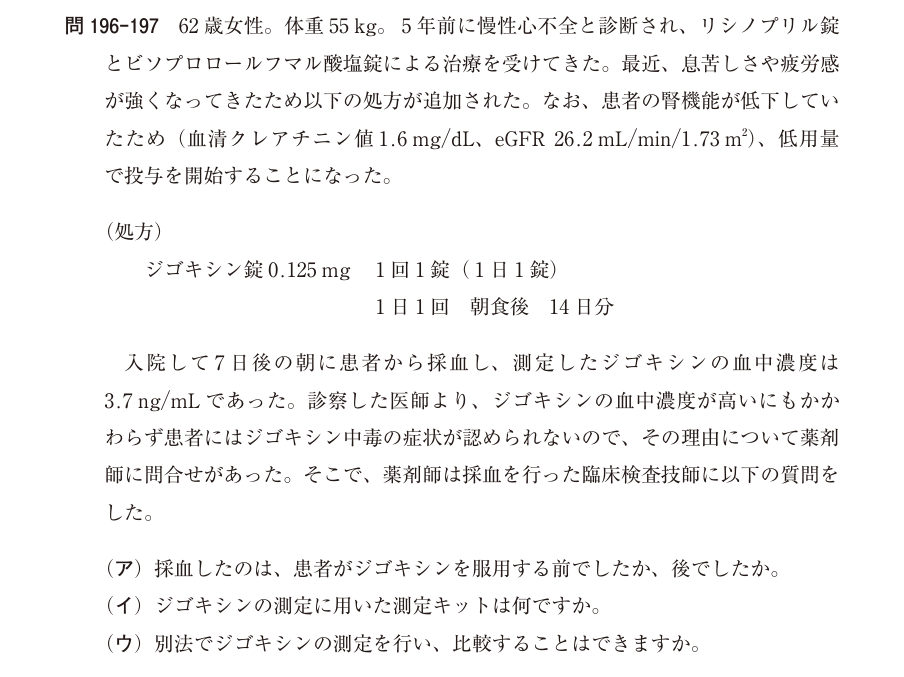 問 196−197　62 歳女性。体重 55 kg。5 年前に慢性心不全と診断され、リシノプリル錠
とビソプロロールフマル酸塩錠による治療を受けてきた。最近、息苦しさや疲労感
が強くなってきたため以下の処方が追加された。なお、患者の腎機能が低下してい
たため（血清クレアチニン値 1.6 mg/dL、eGFR 26.2 mL/min/1.73 m²）、低用量
で投与を開始することになった。
（処方）
ジゴキシン錠 0.125 mg　1 回 1 錠（1 日 1 錠）
1 日 1 回　朝食後　14 日分
入院して 7 日後の朝に患者から採血し、測定したジゴキシンの血中濃度は
3.7 ng/mL であった。診察した医師より、ジゴキシンの血中濃度が高いにもかか
わらず患者にはジゴキシン中毒の症状が認められないので、その理由について薬剤
師に問合せがあった。そこで、薬剤師は採血を行った臨床検査技師に以下の質問を
した。
（ア）採血したのは、患者がジゴキシンを服用する前でしたか、後でしたか。
（イ）ジゴキシンの測定に用いた測定キットは何ですか。
（ウ）別法でジゴキシンの測定を行い、比較することはできますか。